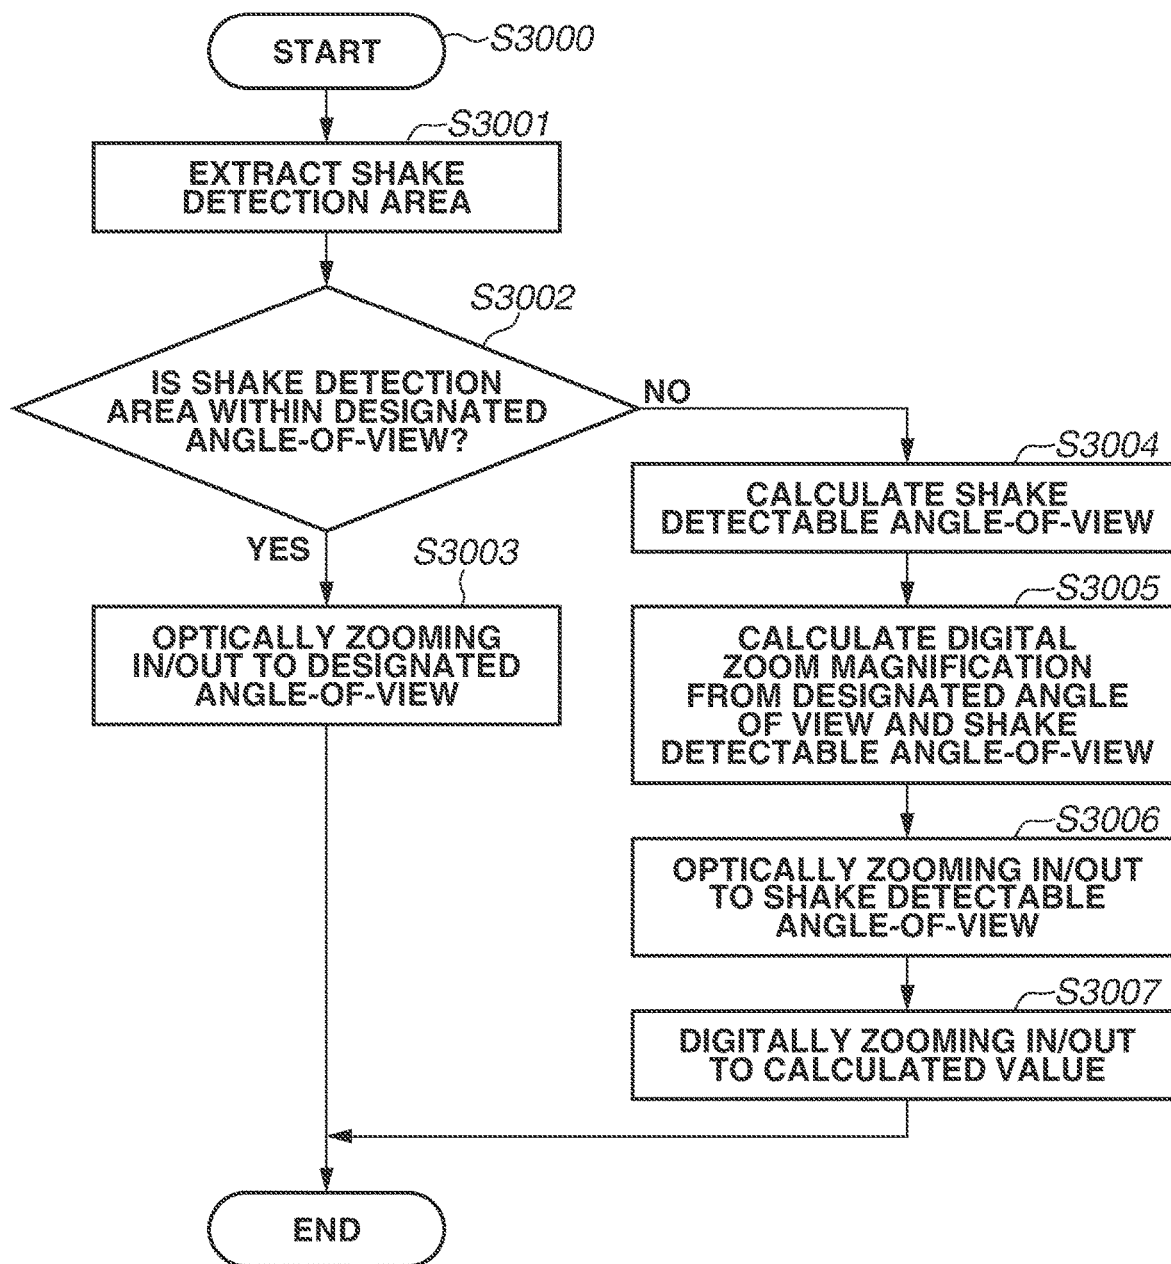 START
S3000
S3001
EXTRACT SHAKE
DETECTION AREA
S3002
IS SHAKE DETECTION
AREA WITHIN DESIGNATED
ANGLE-OF-VIEW?
NO
YES
S3003
OPTICALLY ZOOMING
IN/OUT TO DESIGNATED
ANGLE-OF-VIEW
S3004
CALCULATE SHAKE
DETECTABLE ANGLE-OF-VIEW
S3005
CALCULATE DIGITAL
ZOOM MAGNIFICATION
FROM DESIGNATED ANGLE
OF VIEW AND SHAKE
DETECTABLE ANGLE-OF-VIEW
S3006
OPTICALLY ZOOMING IN/OUT
TO SHAKE DETECTABLE
ANGLE-OF-VIEW
S3007
DIGITALLY ZOOMING IN/OUT
TO CALCULATED VALUE
END